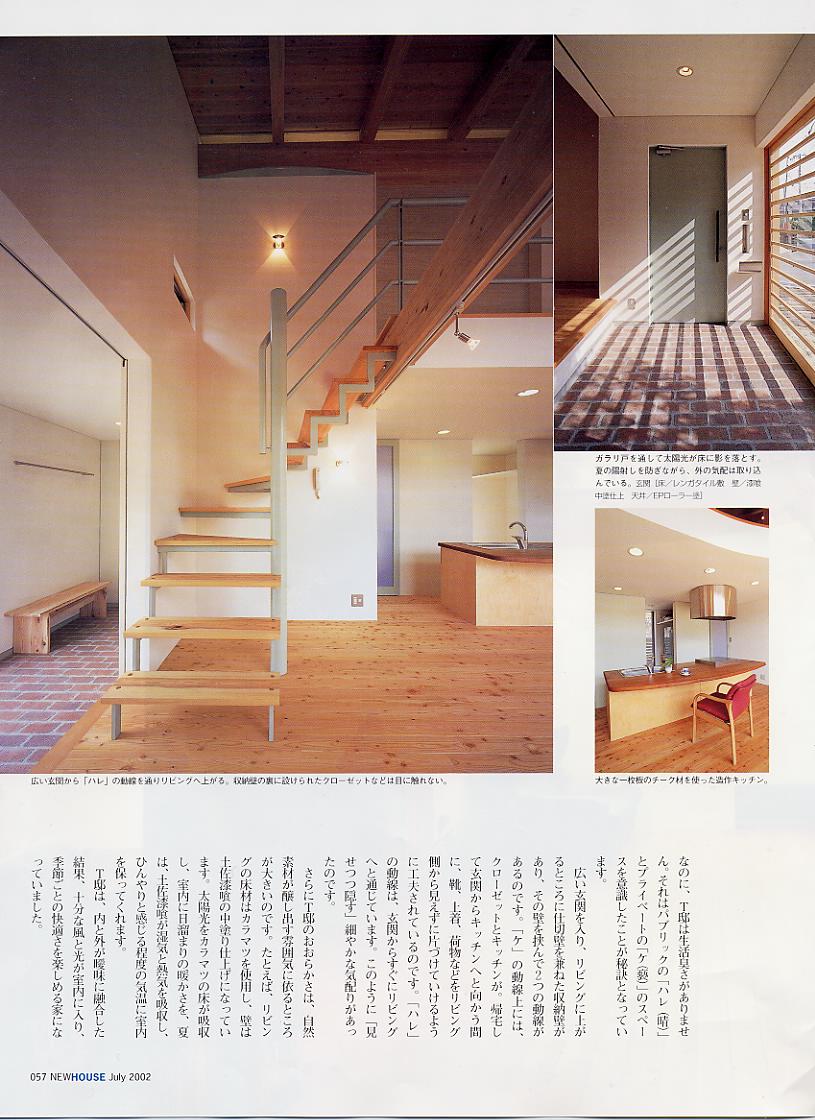 ガラリ戸を通して太陽光が床に影を落とす。
夏の陽射しを防ぎながら、外の気配は取り込
んでいる。玄関［床／レンガタイル敷　壁／漆喰
中塗仕上　天井／EPローラー塗］
広い玄関から「ハレ」の動線を通りリビングへ上がる。収納壁の裏に設けられたクローゼットなどは目に触れない。
大きな一枚板のチーク材を使った造作キッチン。
なのに、T邸は生活臭さがありませ
ん。それはパブリックの「ハレ（晴）」
とプライベートの「ケ（褻）」のスペー
スを意識したことが秘訣となってい
ます。
広い玄関を入り、リビングに上が
るところに仕切壁を兼ねた収納壁が
あり、その壁を挟んで2つの動線が
あるのです。「ケ」の動線上には、
クローゼットとキッチンが。帰宅し
て玄関からキッチンへと向かう間
に、靴、上着、荷物などをリビング
側から見えずに片づけていけるよう
に工夫されているのです。「ハレ」
の動線は、玄関からすぐにリビング
へと通じています。このように「見
せつつ隠す」細やかな気配りがあっ
たのです。
さらにT邸のおおらかさは、自然
素材が醸し出す雰囲気に依るところ
が大きいのです。たとえば、リビン
グの床材はカラマツを使用し、壁は
土佐漆喰の中塗り仕上げになってい
ます。太陽光をカラマツの床が吸収
し、室内に日溜まりの暖かさを、夏
は、土佐漆喰が湿気と熱気を吸収し、
ひんやりと感じる程度の気温に室内
を保ってくれます。
T邸は、内と外が曖昧に融合した
結果、十分な風と光が室内に入り、
季節ごとの快適さを楽しめる家にな
っていました。
057 NEWHOUSE July 2002